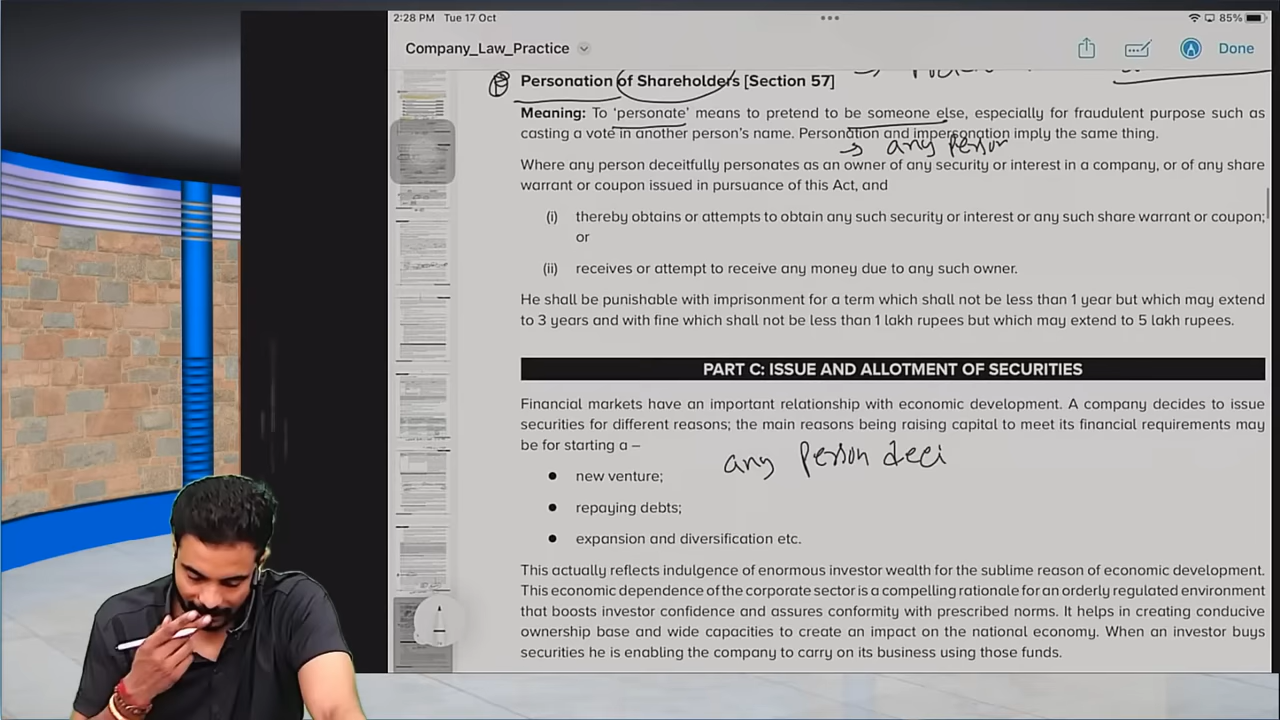 2:28 PM Tue 17 Oct
85%
Company_Law_Practice
Done
Personation of Shareholders [Section 57]
Meaning: To ‘personate’ means to pretend to be someone else, especially for fraudulent purpose such as
casting a vote in another person’s name. Personation and impersonation imply the same thing.
→ any person
Where any person deceitfully personates as an owner of any security or interest in a company, or of any share
warrant or coupon issued in pursuance of this Act, and
(i) thereby obtains or attempts to obtain any such security or interest or any such share warrant or coupon;
or
(ii) receives or attempt to receive any money due to any such owner.
He shall be punishable with imprisonment for a term which shall not be less than 1 year but which may extend
to 3 years and with fine which shall not be less than 1 lakh rupees but which may extend to 5 lakh rupees.
PART C: ISSUE AND ALLOTMENT OF SECURITIES
Financial markets have an important relationship with economic development. A company decides to issue
securities for different reasons; the main reasons being raising capital to meet its financial requirements may
be for starting a –
any person deci
● new venture;
● repaying debts;
● expansion and diversification etc.
This actually reflects indulgence of enormous investor wealth for the sublime reason of economic development.
This economic dependence of the corporate sector is a compelling rationale for an orderly regulated environment
that boosts investor confidence and assures conformity with prescribed norms. It helps in creating conducive
ownership base and wide capacities to create an impact on the national economy. When an investor buys
securities he is enabling the company to carry on its business using those funds.